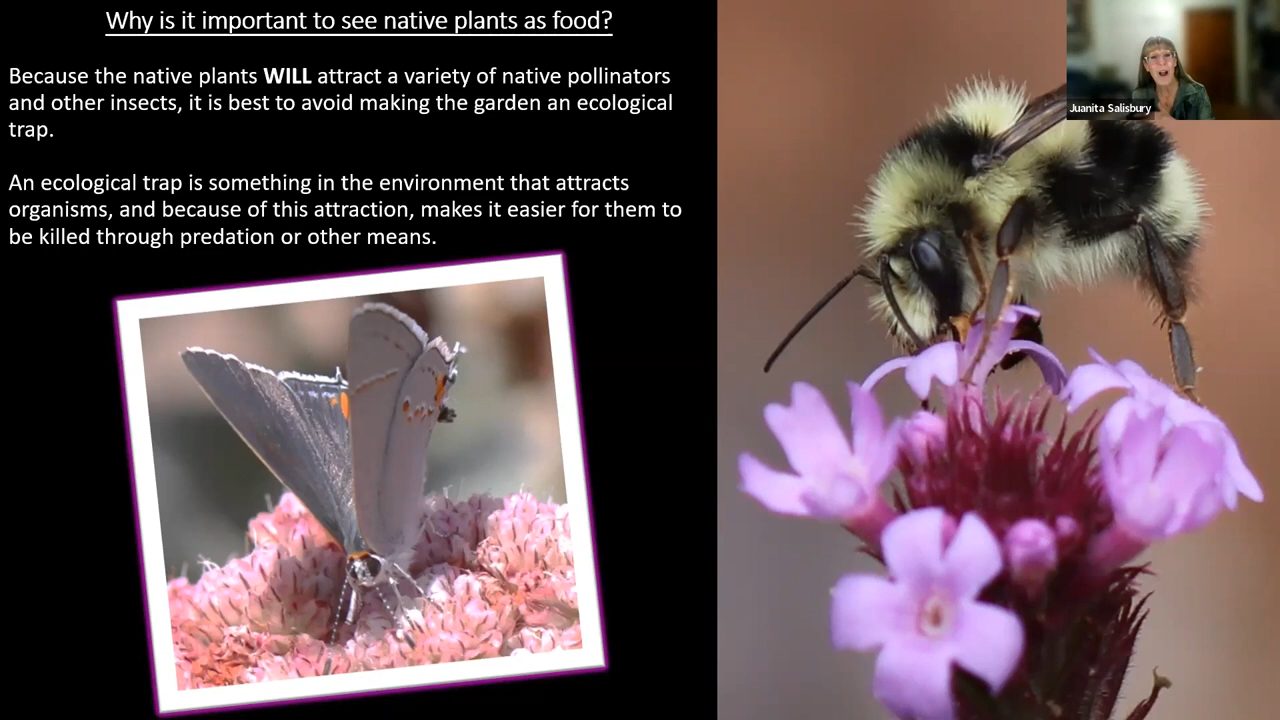 Why is it important to see native plants as food?
Because the native plants WILL attract a variety of native pollinators
and other insects, it is best to avoid making the garden an ecological
trap.
An ecological trap is something in the environment that attracts
organisms, and because of this attraction, makes it easier for them to
be killed through predation or other means.
Juanita Salisbury